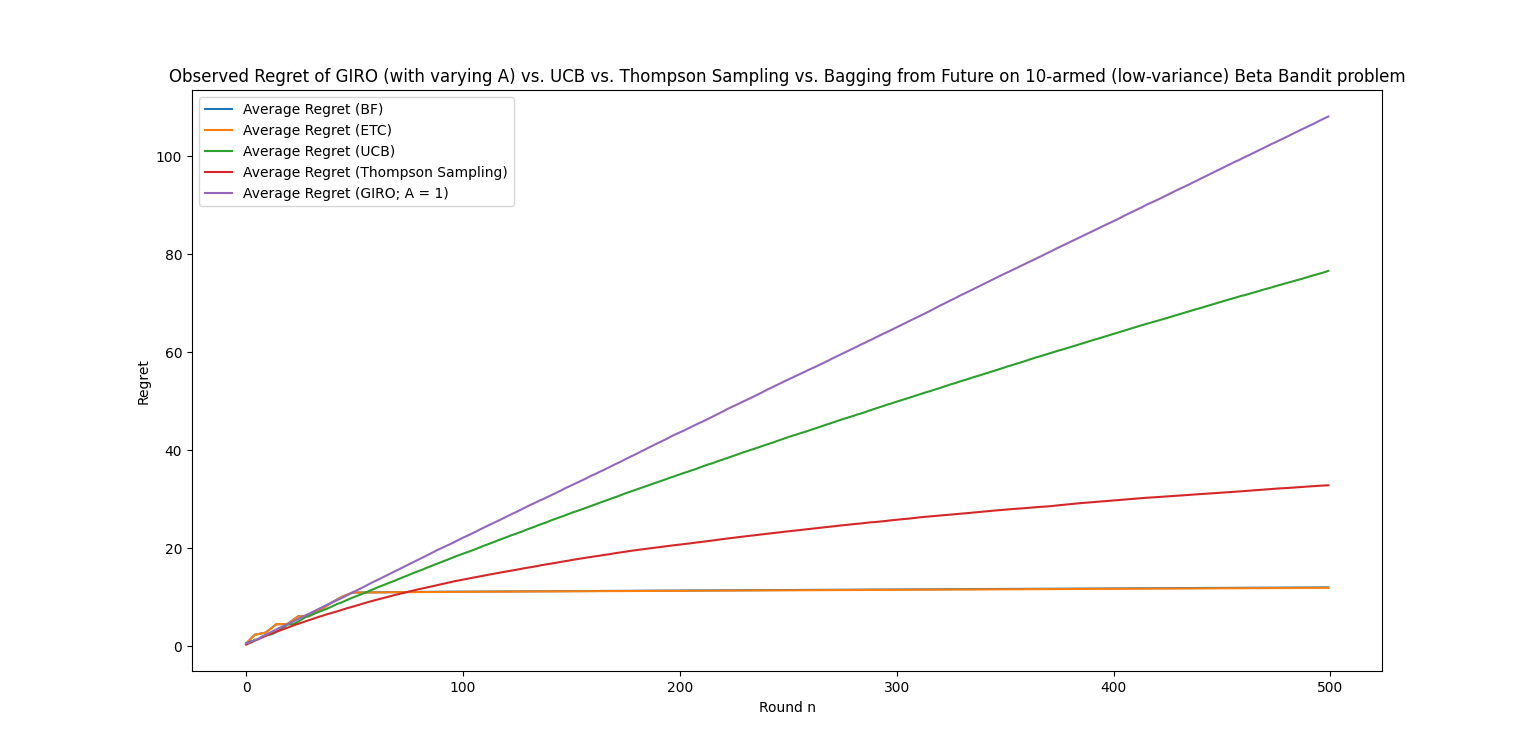 Observed Regret of GIRO (with varying A) vs. UCB vs. Thompson Sampling vs. Bagging from Future on 10-armed (low-variance) Beta Bandit problem
Average Regret (BF)
Average Regret (ETC)
Average Regret (UCB)
Average Regret (Thompson Sampling)
Average Regret (GIRO; A = 1)
100
80
60
40
20
0
Regret
0 100 200 300 400 500
Round n